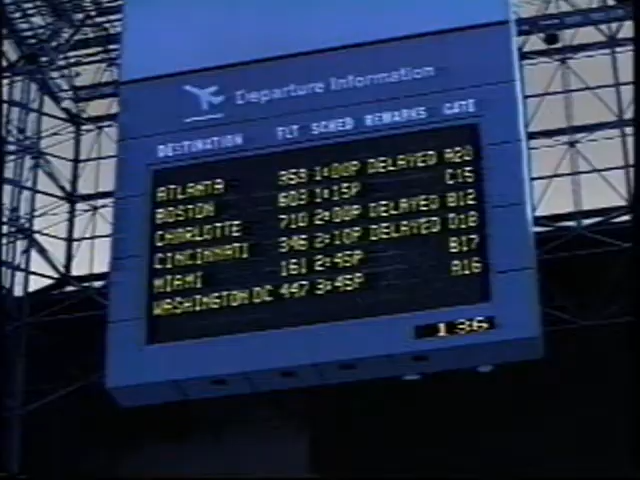 Departure Information
DESTINATION FLT SCHED REMARKS GATE
ATLANTA 369 1:00P DELAYED A20
BOSTON 603 1:15P C15
CHARLOTTE 710 2:00P DELAYED B12
CINCINNATI 346 2:10P DELAYED D18
MIAMI 161 2:45P B17
WASHINGTON DC 447 3:45P A16
1:36